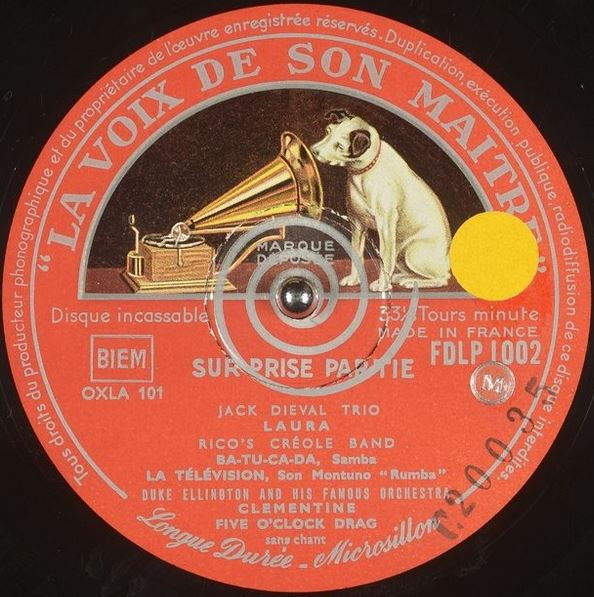 Tous droits du producteur phonographique et du propriétaire de l'œuvre enregistrée réservés. Duplication exécution publique, radiodiffusion de ce disque interdites.
"LA VOIX DE SON MAITRE"
MARQUE
DÉPOSÉE
Disque incassable
33⅓ Tours minute
MADE IN FRANCE
BIEM
FDLP 1002
OXLA 101
SURPRISE PARTIE
JACK DIEVAL TRIO
LAURA
RICO'S CRÉOLE BAND
BA-TU-CA-DA, Samba
LA TÉLÉVISION, Son Montuno "Rumba"
DUKE ELLINGTON AND HIS FAMOUS ORCHESTRA
CLEMENTINE
FIVE O'CLOCK DRAG
sans chant
Longue Durée - Microsillon
C20035